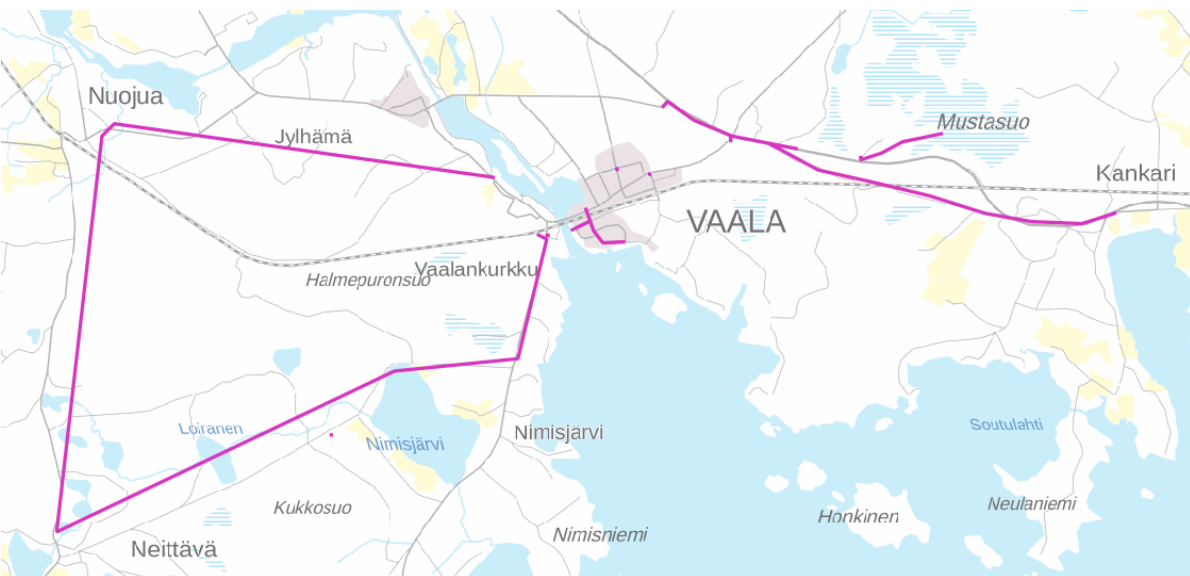 Nuojua
Jylhämä
Mustasuo
Kankari
VAALA
Vaalankurkku
Halmepuronsuo
Loiranen
Nimisjärvi
Nimisjärvi
Soutulahti
Kukkosuo
Neulaniemi
Honkinen
Nimisniemi
Neittävä